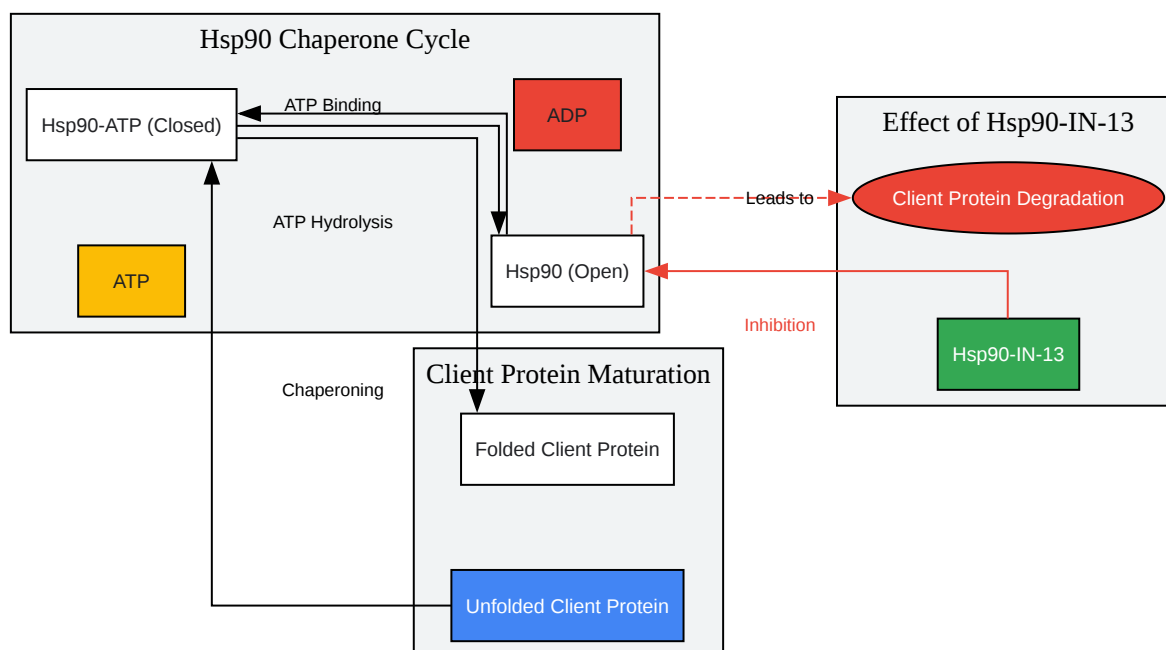 Hsp90 Chaperone Cycle
Hsp90-ATP (Closed)
ATP Binding
ADP
ATP Hydrolysis
ATP
Hsp90 (Open)
Effect of Hsp90-IN-13
Leads to
Client Protein Degradation
Inhibition
Hsp90-IN-13
Chaperoning
Client Protein Maturation
Folded Client Protein
Unfolded Client Protein